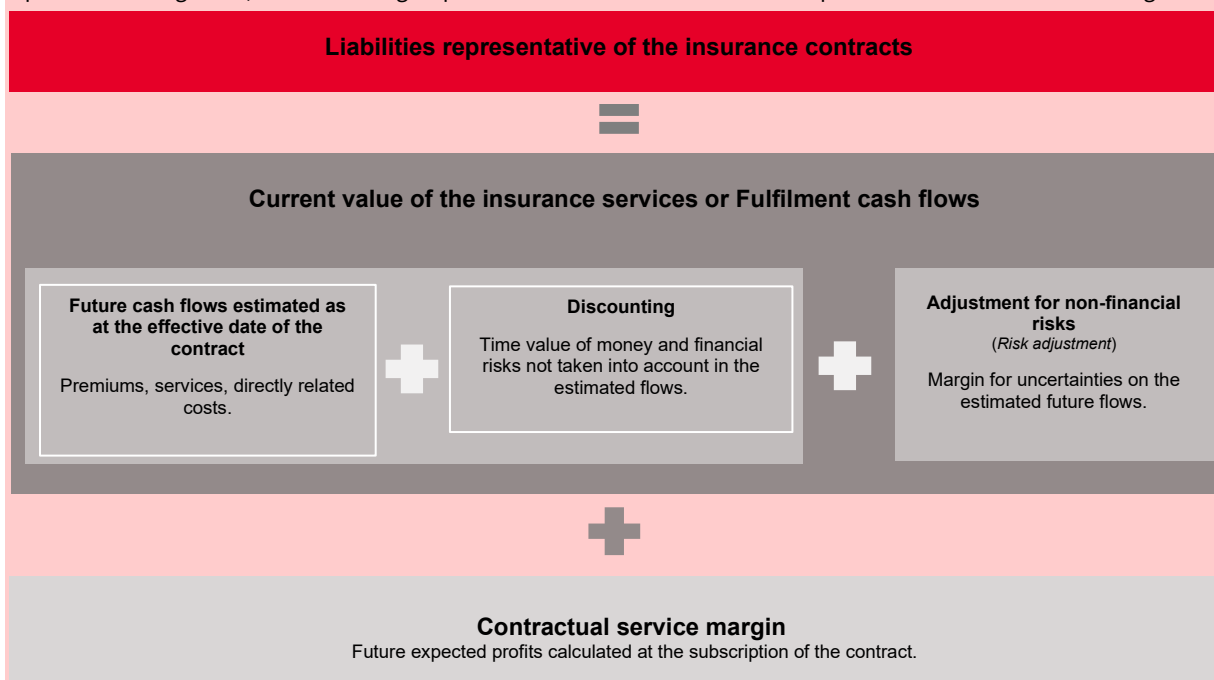 Liabilities representative of the insurance contracts
Current value of the insurance services or Fulfilment cash flows
Future cash flows estimated as
at the effective date of the
contract
Premiums, services, directly related
costs.
Discounting
Time value of money and financial
risks not taken into account in the
estimated flows.
Adjustment for non-financial
risks
(Risk adjustment)
Margin for uncertainties on the
estimated future flows.
Contractual service margin
Future expected profits calculated at the subscription of the contract.